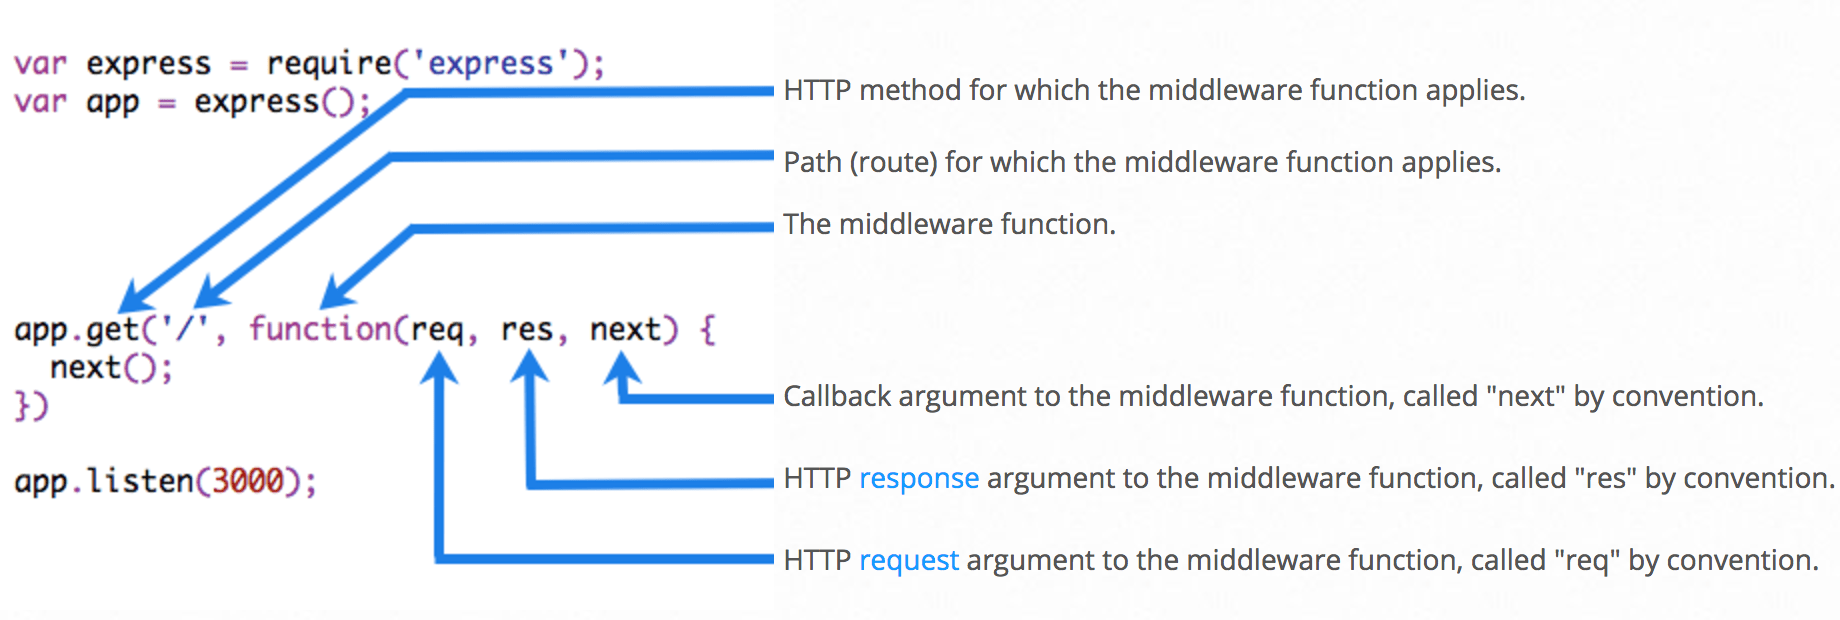 var express = require('express');
var app = express();
HTTP method for which the middleware function applies.
Path (route) for which the middleware function applies.
The middleware function.
app.get('/', function(req, res, next) {
  next();
})
Callback argument to the middleware function, called "next" by convention.
app.listen(3000);
HTTP response argument to the middleware function, called "res" by convention.
HTTP request argument to the middleware function, called "req" by convention.